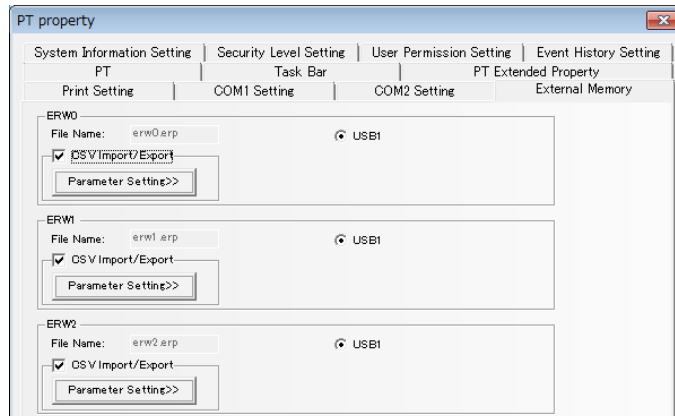 PT property
System Information Setting Security Level Setting User Permission Setting Event History Setting
PT Task Bar PT Extended Property
Print Setting COM1 Setting COM2 Setting External Memory
ERW0
File Name: erw0.erp USB1
CSV Import/Export
Parameter Setting>>
ERW1
File Name: erw1.erp USB1
CSV Import/Export
Parameter Setting>>
ERW2
File Name: erw2.erp USB1
CSV Import/Export
Parameter Setting>>